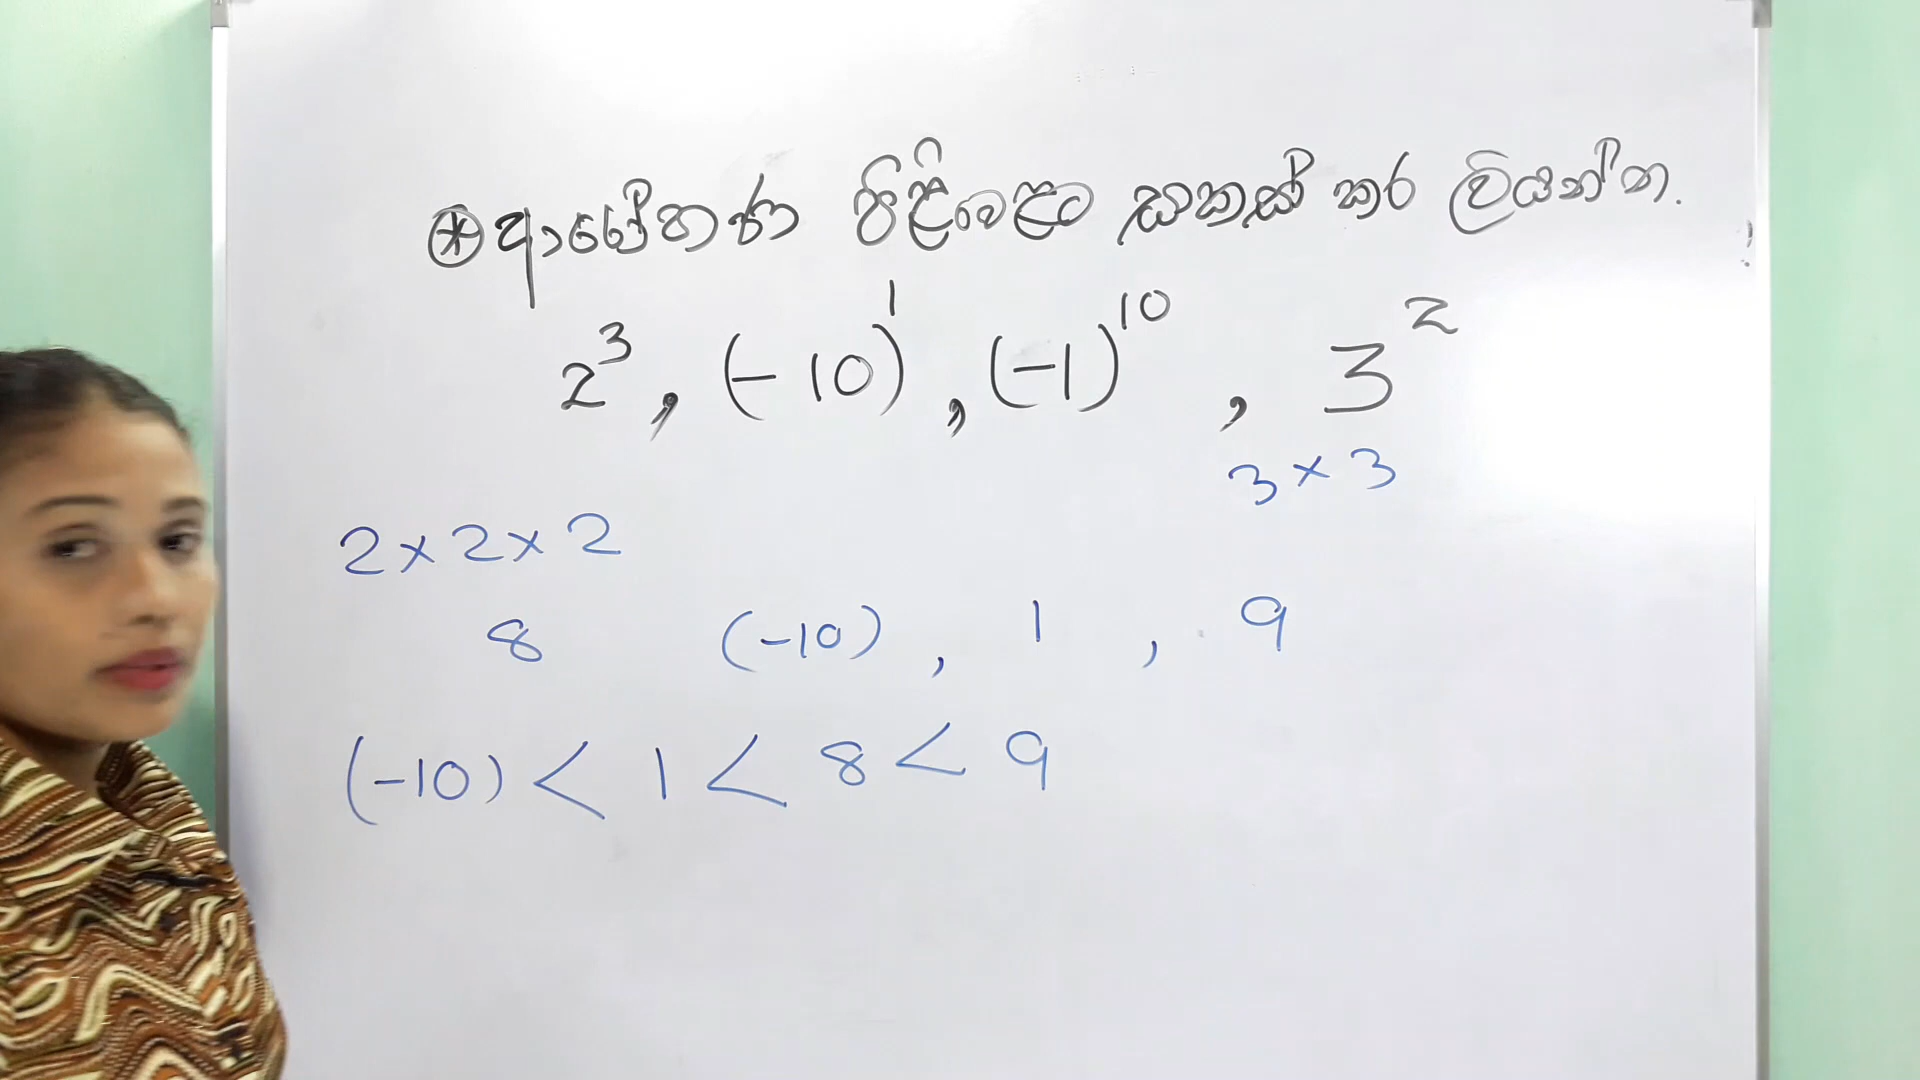 ⊛ ආරෝහණ පිළිවෙළට සකස් කර ලියන්න.
2³ , (-10)¹ , (-1)¹⁰ , 3²
3 × 3
2 × 2 × 2
8 (-10) , 1 , 9
(-10) < 1 < 8 < 9